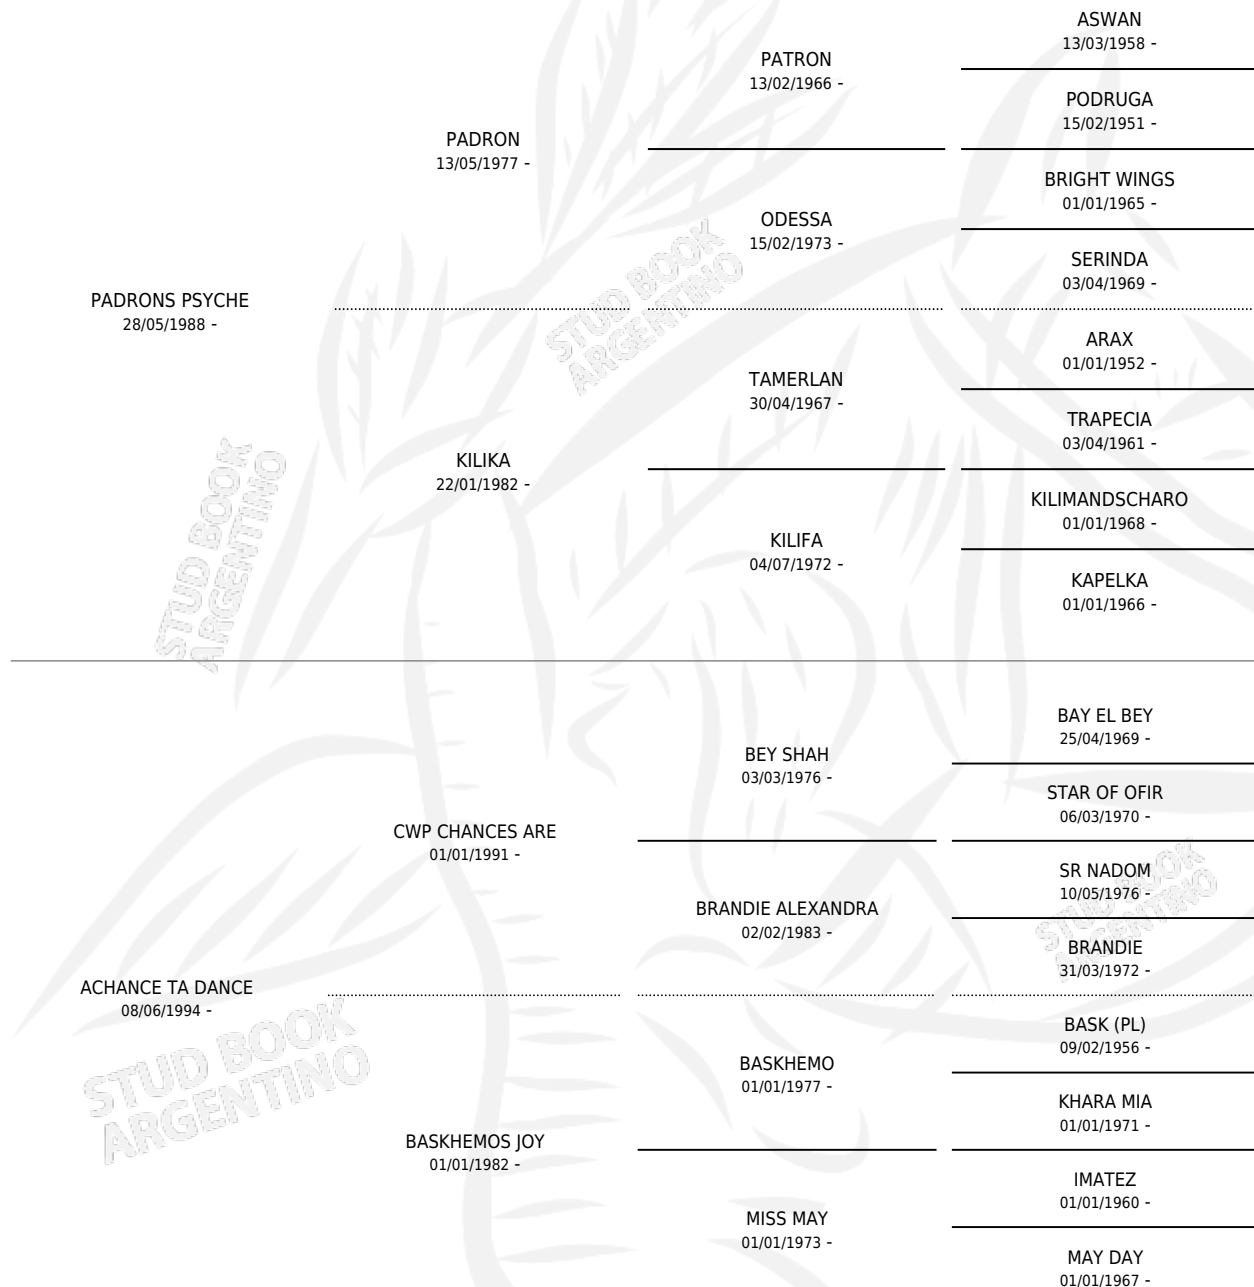 ASWAN
13/03/1958 -
PATRON
13/02/1966 -
PODRUGA
15/02/1951 -
PADRON
13/05/1977 -
BRIGHT WINGS
01/01/1965 -
ODESSA
15/02/1973 -
SERINDA
03/04/1969 -
PADRONS PSYCHE
28/05/1988 -
ARAX
01/01/1952 -
TAMERLAN
30/04/1967 -
TRAPECIA
03/04/1961 -
KILIKA
22/01/1982 -
KILIMANDSCHARO
01/01/1968 -
KILIFA
04/07/1972 -
KAPELKA
01/01/1966 -
BAY EL BEY
25/04/1969 -
BEY SHAH
03/03/1976 -
STAR OF OFIR
06/03/1970 -
CWP CHANCES ARE
01/01/1991 -
SR NADOM
10/05/1976 -
BRANDIE ALEXANDRA
02/02/1983 -
BRANDIE
31/03/1972 -
ACHANCE TA DANCE
08/06/1994 -
BASK (PL)
09/02/1956 -
BASKHEMO
01/01/1977 -
KHARA MIA
01/01/1971 -
BASKHEMOS JOY
01/01/1982 -
IMATEZ
01/01/1960 -
MISS MAY
01/01/1973 -
MAY DAY
01/01/1967 -
STUD BOOK
ARGENTINO
STUD BOOK
ARGENTINO
STUD BOOK
ARGENTINO
STUD BOOK
ARGENTINO